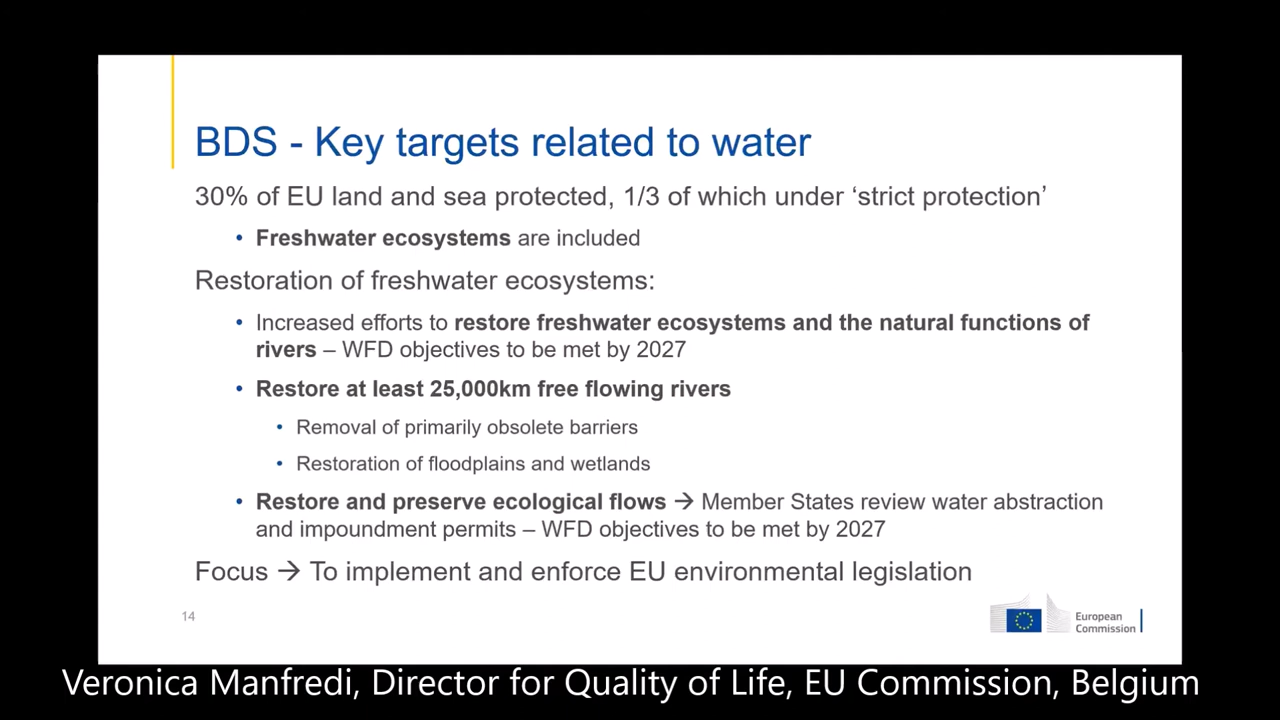 BDS - Key targets related to water
30% of EU land and sea protected, 1/3 of which under ‘strict protection’
• Freshwater ecosystems are included
Restoration of freshwater ecosystems:
• Increased efforts to restore freshwater ecosystems and the natural functions of
rivers – WFD objectives to be met by 2027
• Restore at least 25,000km free flowing rivers
• Removal of primarily obsolete barriers
• Restoration of floodplains and wetlands
• Restore and preserve ecological flows → Member States review water abstraction
and impoundment permits – WFD objectives to be met by 2027
Focus → To implement and enforce EU environmental legislation
14
European
Commission
Veronica Manfredi, Director for Quality of Life, EU Commission, Belgium